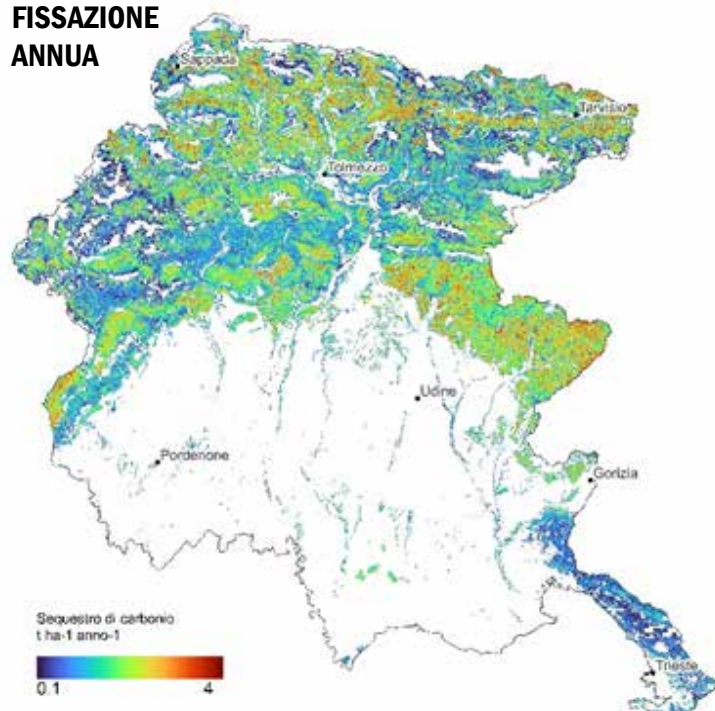 FISSAZIONE
ANNUA
Sappada
Tarvisio
Tolmezzo
Udine
Pordenone
Gorizia
Sequestro di carbonio
t ha-1 anno-1
0.1 4
Trieste